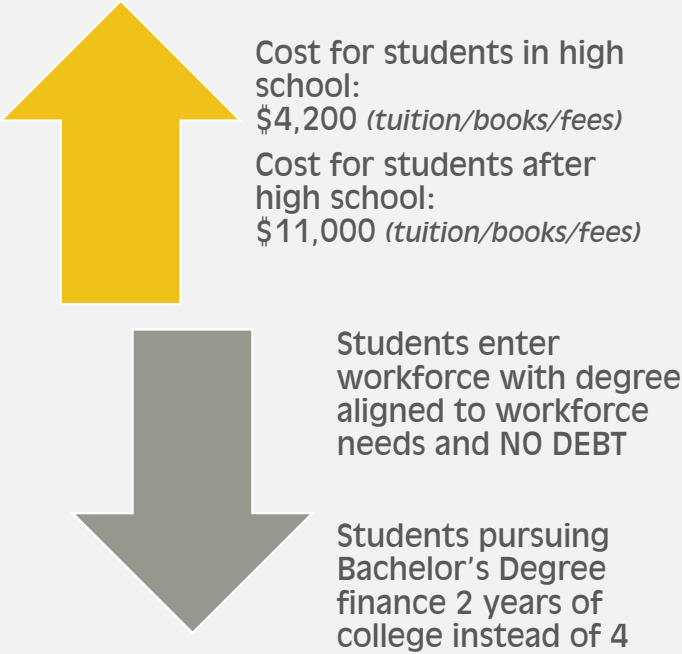 Cost for students in high
school:
$4,200 (tuition/books/fees)
Cost for students after
high school:
$11,000 (tuition/books/fees)
Students enter
workforce with degree
aligned to workforce
needs and NO DEBT
Students pursuing
Bachelor's Degree
finance 2 years of
college instead of 4